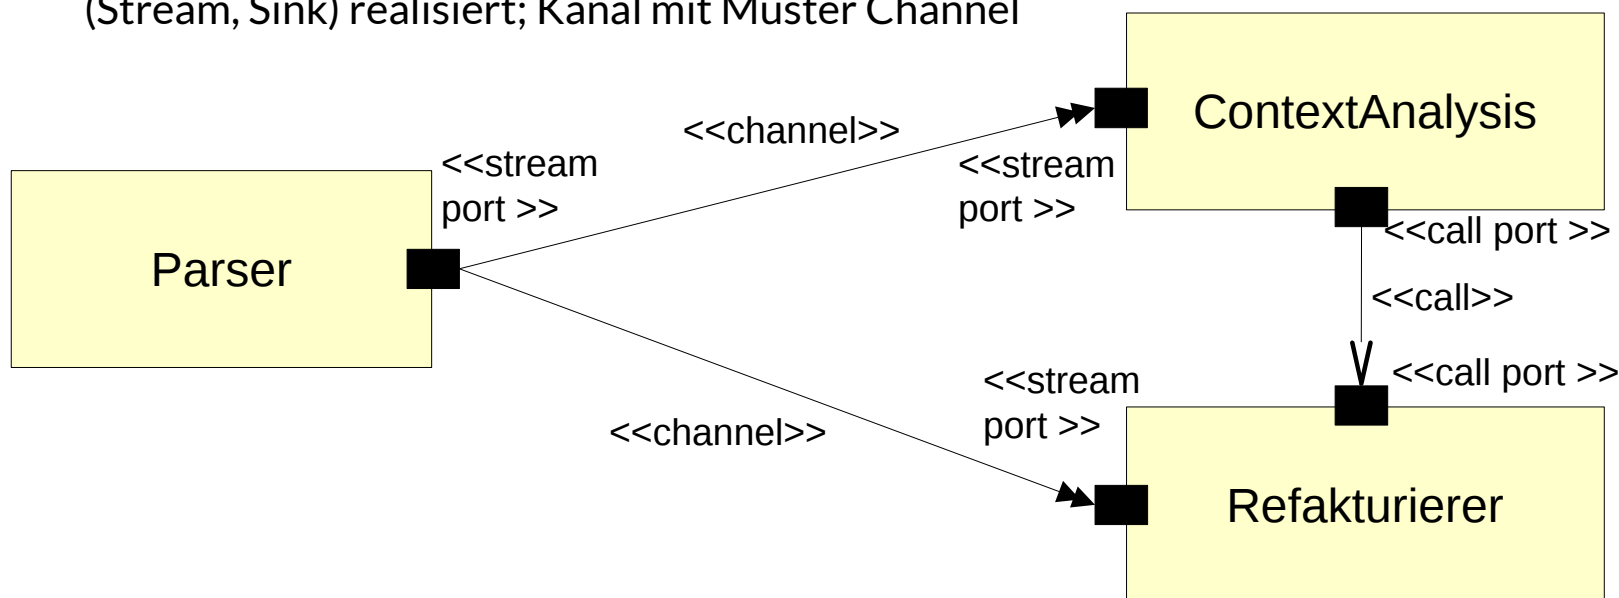 (Stream, Sink) realisiert; Kanal mit Muster Channel
ContextAnalysis
<<channel>>
<<stream
port >>
<<stream
port >>
<<call port >>
Parser
<<call>>
<<stream
port >>
<<call port >>
<<channel>>
Refakturierer